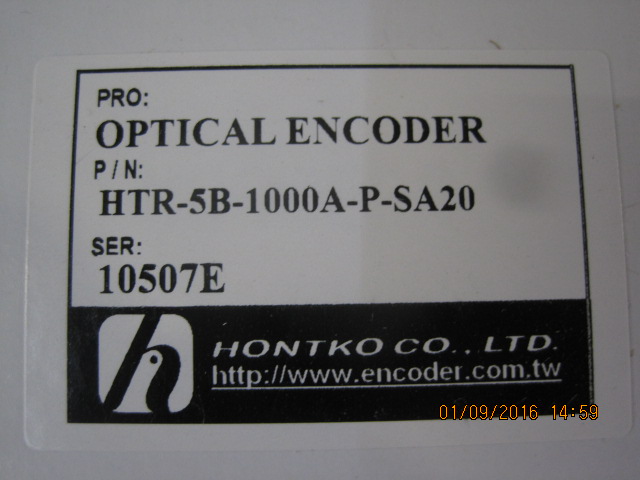 PRO:
OPTICAL ENCODER
P / N:
HTR-5B-1000A-P-SA20
SER:
10507E
HONTKO CO., LTD.
http://www.encoder.com.tw
01/09/2016 14:59